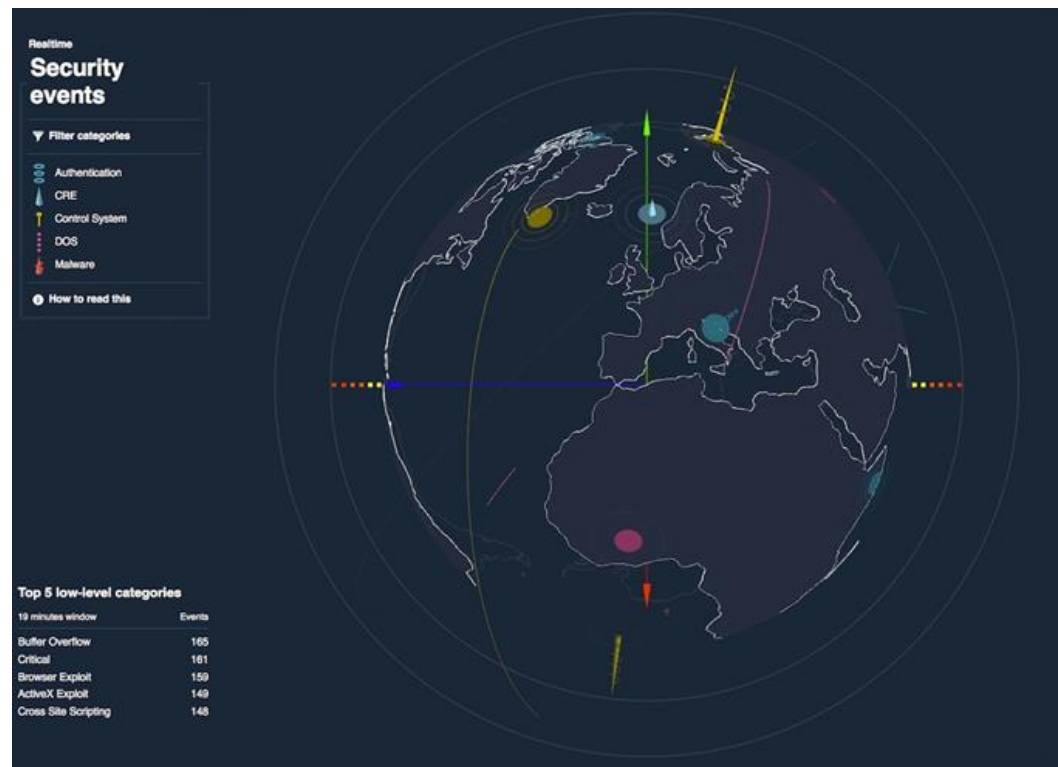 Realtime
Security
events
Filter categories
Authentication
CRE
Control System
DOS
Malware
How to read this
Top 5 low-level categories
19 minutes window Events
Buffer Overflow 165
Critical 161
Browser Exploit 159
ActiveX Exploit 149
Cross Site Scripting 148